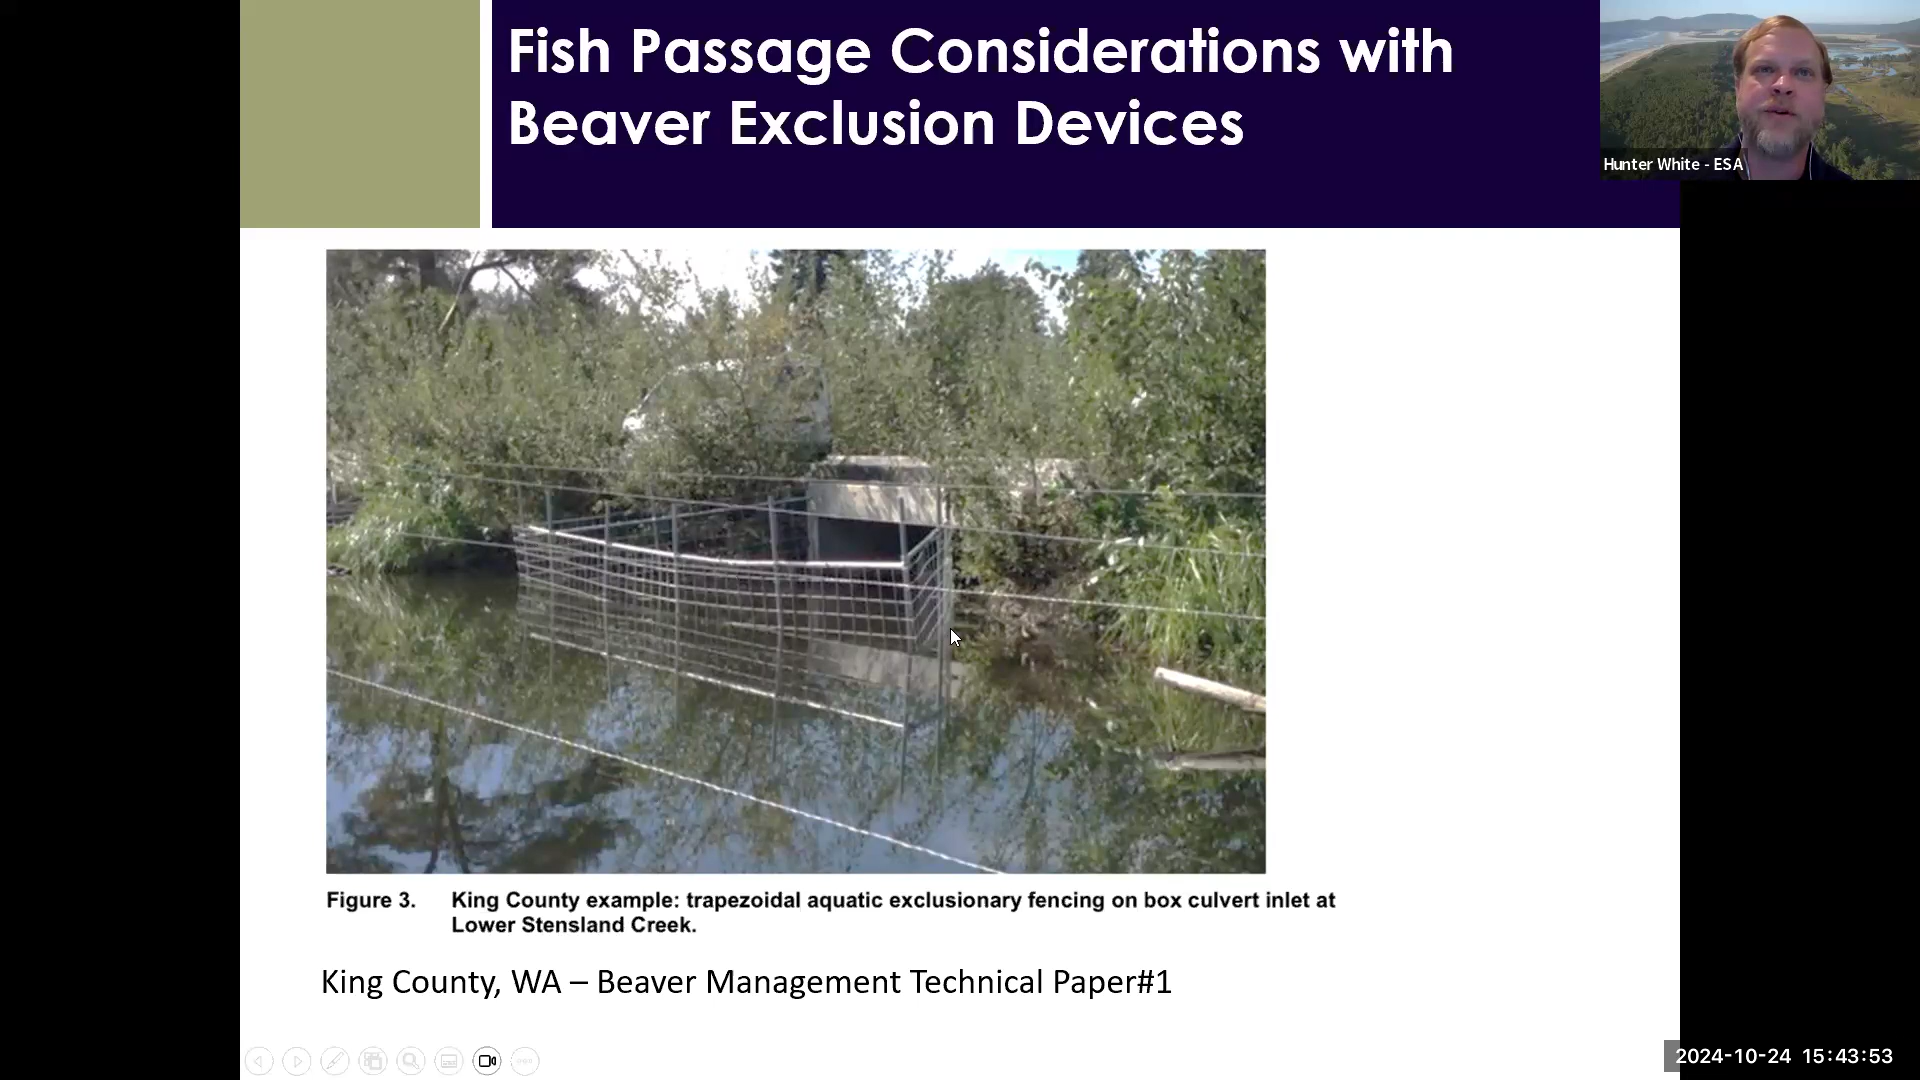 Fish Passage Considerations with
Beaver Exclusion Devices
Hunter White - ESA
Figure 3. King County example: trapezoidal aquatic exclusionary fencing on box culvert inlet at
Lower Stensland Creek.
King County, WA – Beaver Management Technical Paper#1
2024-10-24 15:43:53